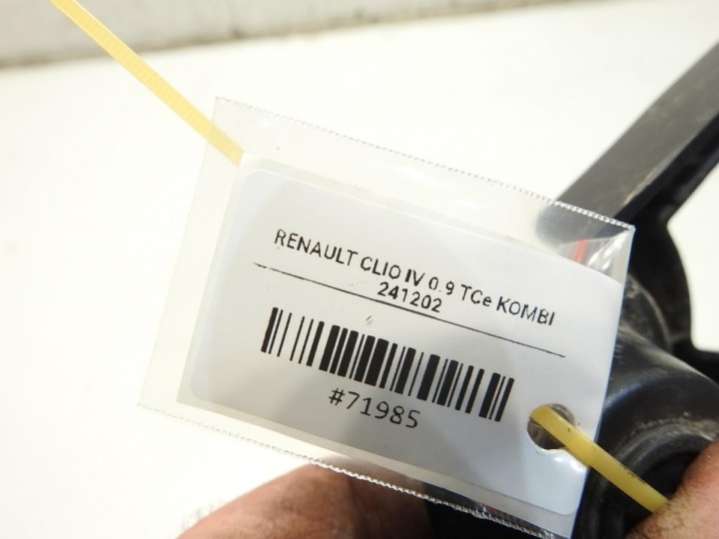 RENAULT CLIO IV 0.9 TCe KOMBI
241202
#71985